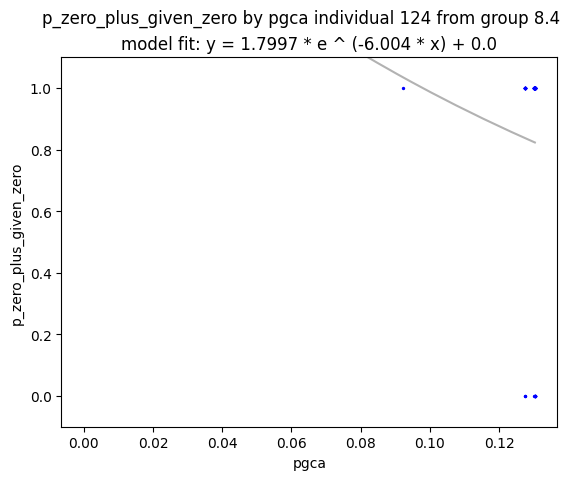 p_zero_plus_given_zero by pgca individual 124 from group 8.4
model fit: y = 1.7997 * e ^ (-6.004 * x) + 0.0
1.0
0.8
0.6
0.4
0.2
0.0
p_zero_plus_given_zero
0.00 0.02 0.04 0.06 0.08 0.10 0.12
pgca